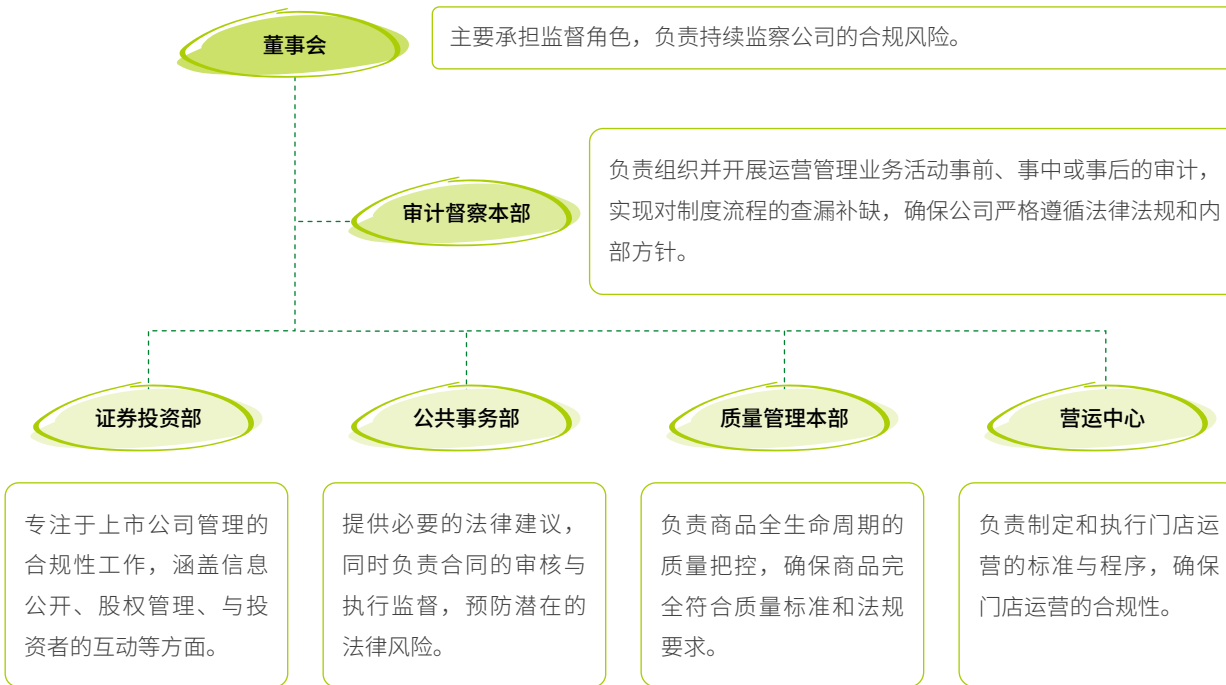 董事会
主要承担监督角色，负责持续监察公司的合规风险。
审计督察本部
负责组织并开展运营管理业务活动事前、事中或事后的审计，
实现对制度流程的查漏补缺，确保公司严格遵循法律法规和内
部方针。
证券投资部
公共事务部
质量管理本部
营运中心
专注于上市公司管理的
合规性工作，涵盖信息
公开、股权管理、与投
资者的互动等方面。
提供必要的法律建议，
同时负责合同的审核与
执行监督，预防潜在的
法律风险。
负责商品全生命周期的
质量把控，确保商品完
全符合质量标准和法规
要求。
负责制定和执行门店运
营的标准与程序，确保
门店运营的合规性。